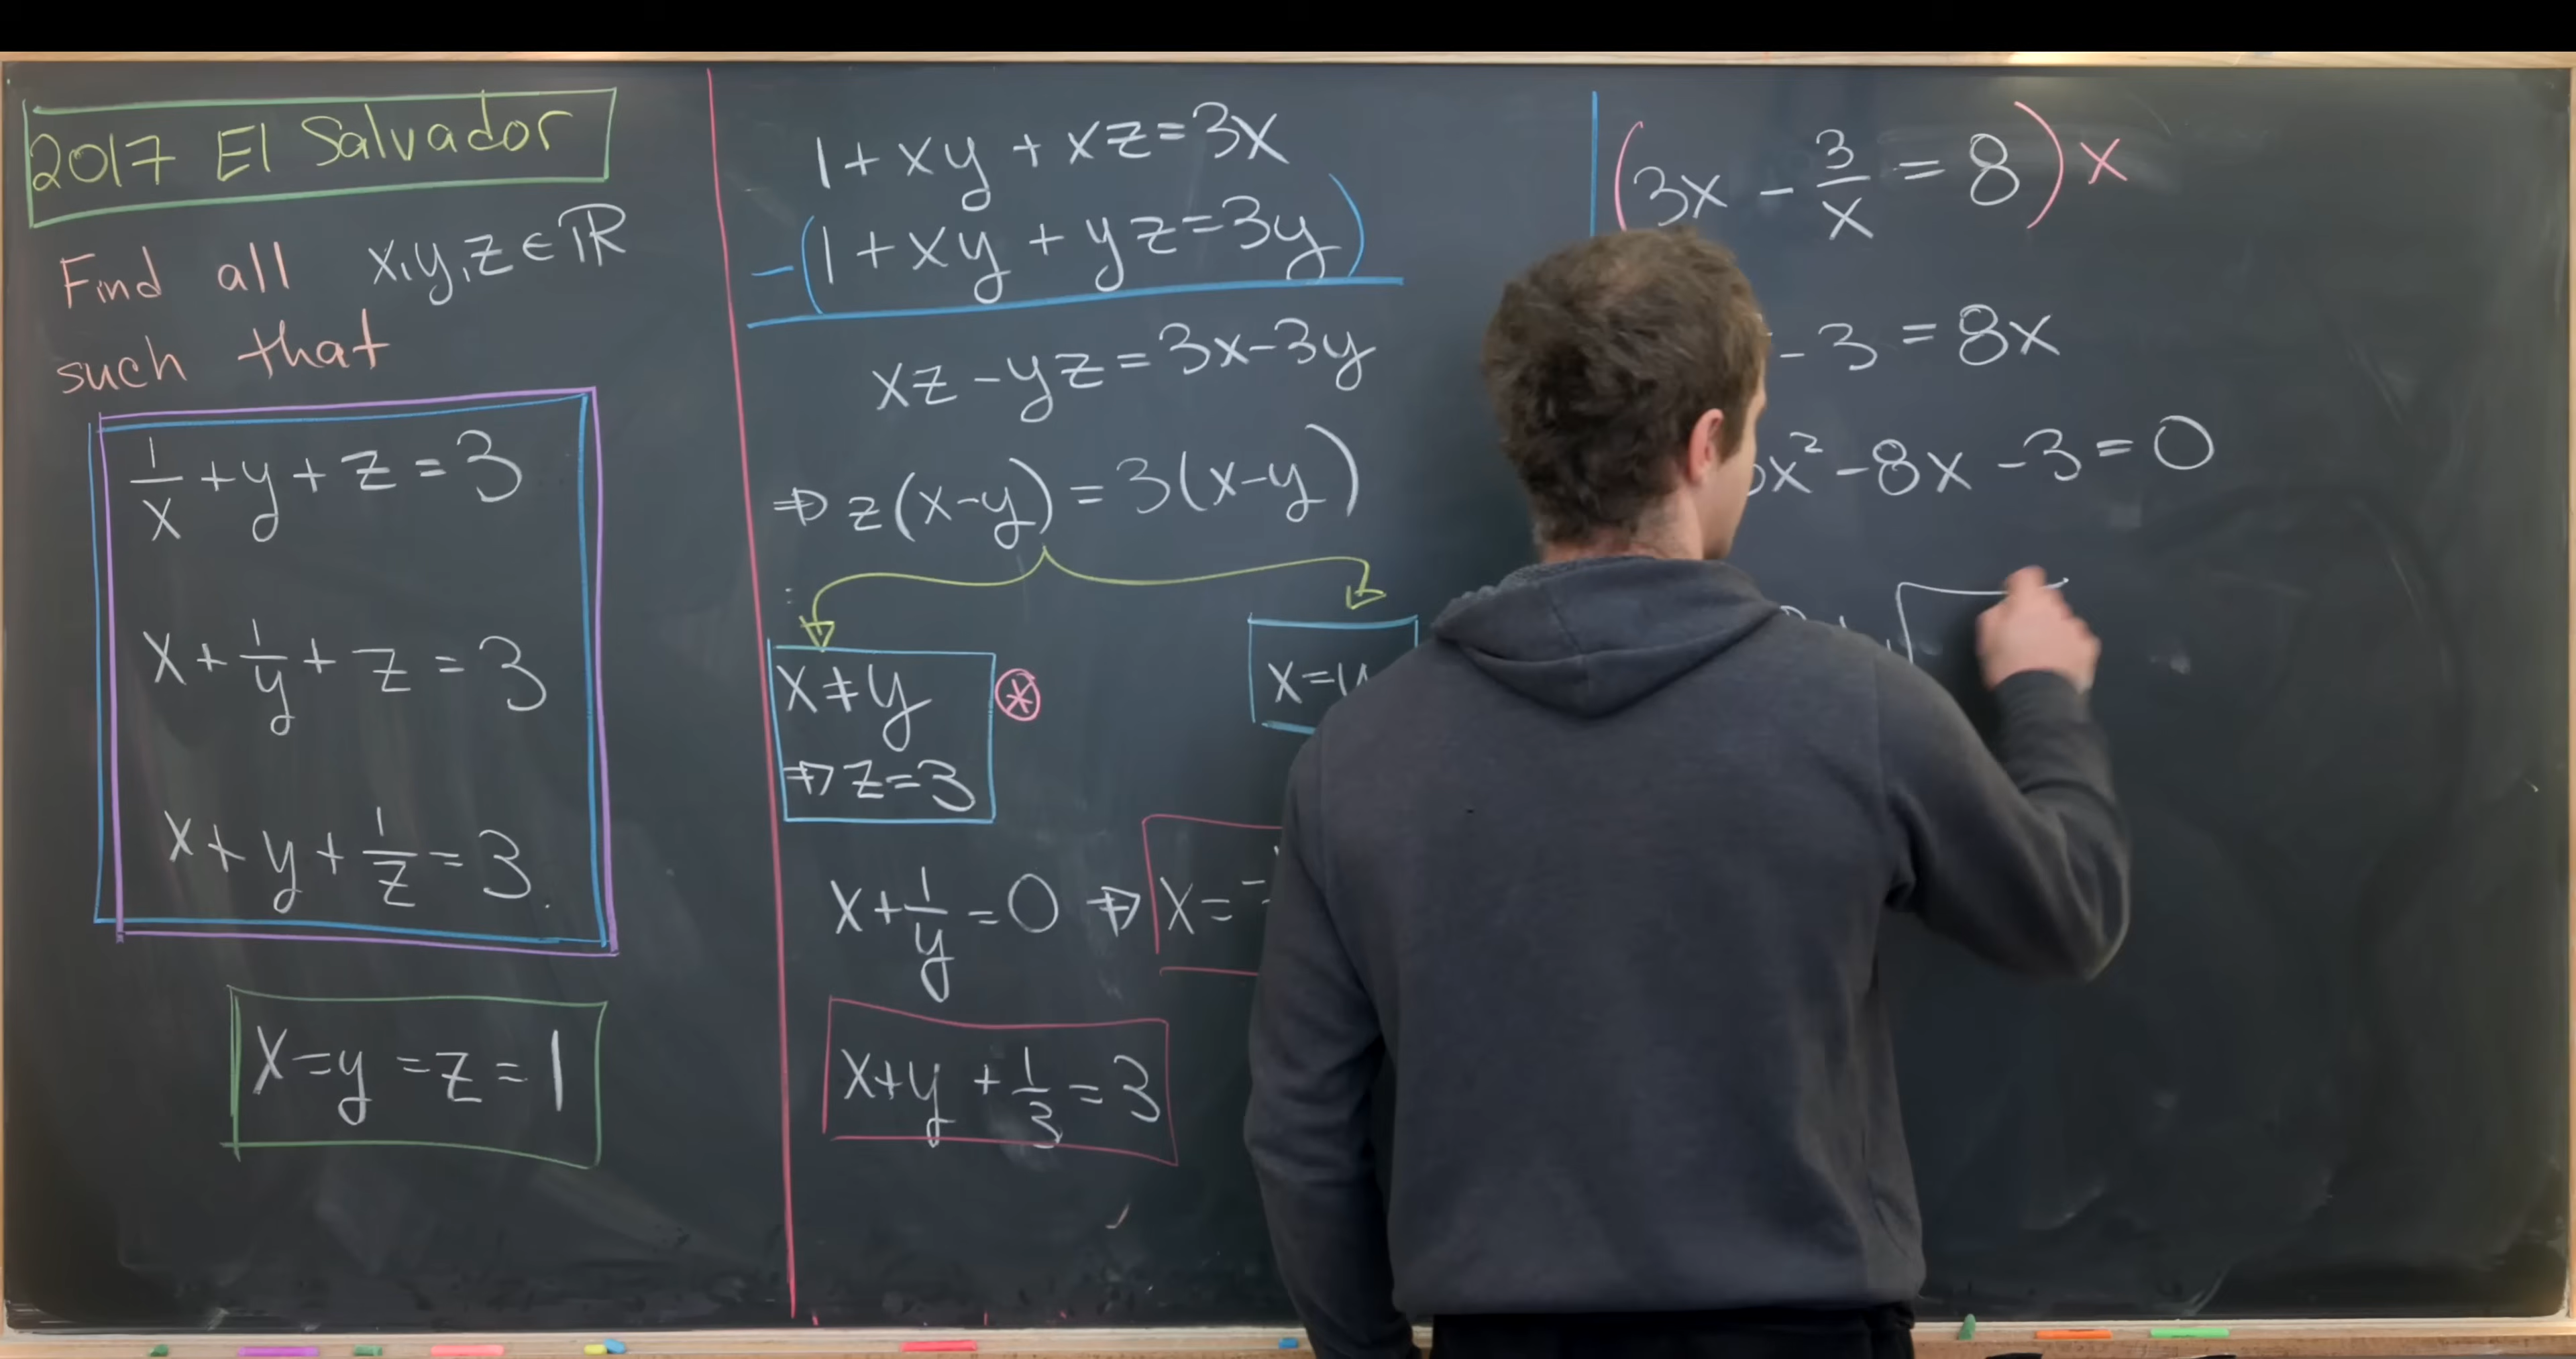 2017 El Salvador
Find all x,y,z∈ℝ
such that
1/x + y + z = 3
x + 1/y + z = 3
x + y + 1/z = 3.
x = y = z = 1
1 + xy + xz = 3x
-(1 + xy + yz = 3y)
xz - yz = 3x - 3y
⇒ z(x-y) = 3(x-y)
x ≠ y
⇒ z = 3
⊛
x = y
x + 1/y = 0 ⇒ x = -
x + y + 1/3 = 3
(3x - 3/x = 8) x
- 3 = 8x
x² - 8x - 3 = 0